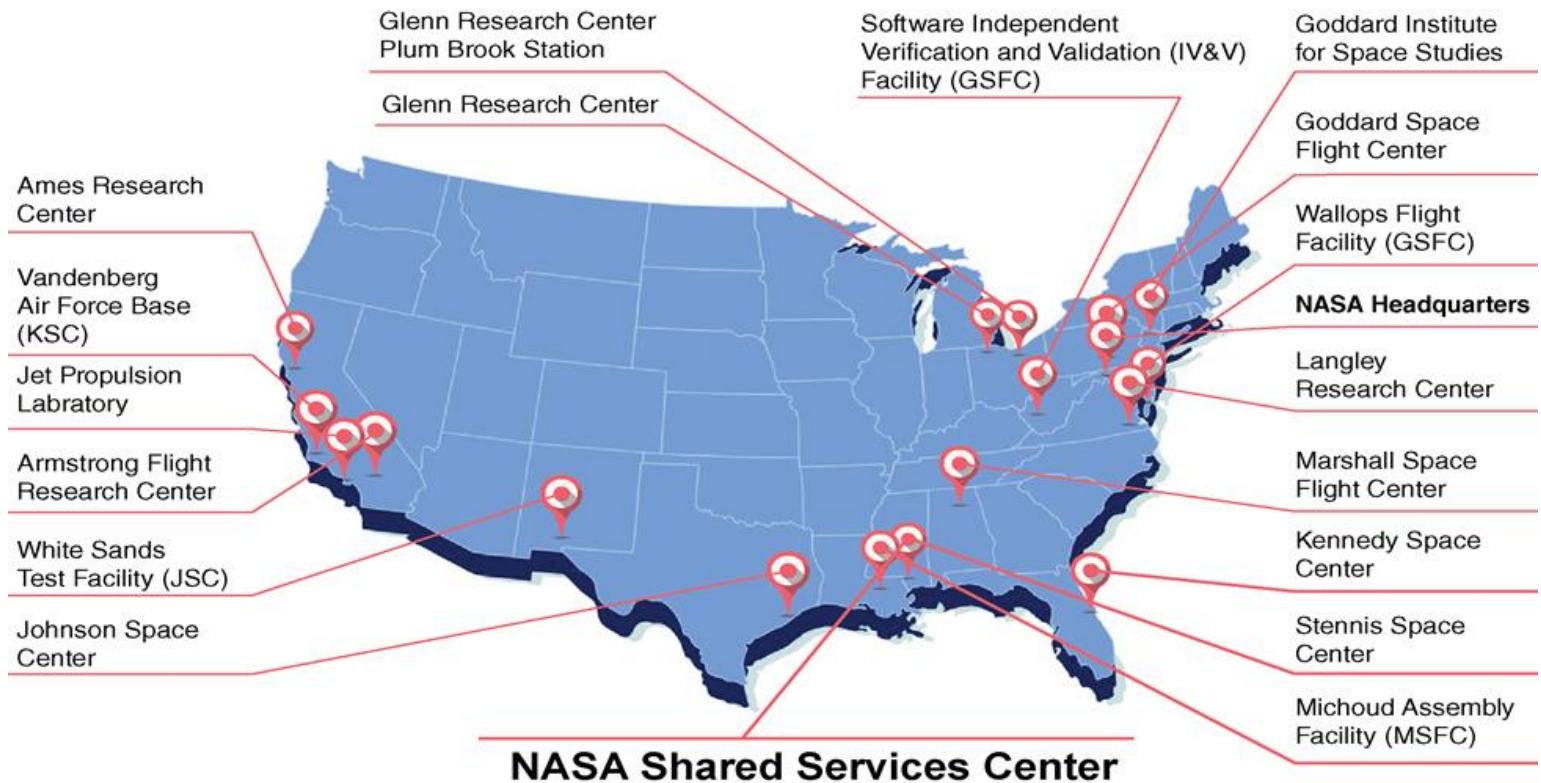 Glenn Research Center
Plum Brook Station
Glenn Research Center
Software Independent
Verification and Validation (IV&V)
Facility (GSFC)
Goddard Institute
for Space Studies
Goddard Space
Flight Center
Wallops Flight
Facility (GSFC)
NASA Headquarters
Langley
Research Center
Marshall Space
Flight Center
Kennedy Space
Center
Stennis Space
Center
Michoud Assembly
Facility (MSFC)
Ames Research
Center
Vandenberg
Air Force Base
(KSC)
Jet Propulsion
Labratory
Armstrong Flight
Research Center
White Sands
Test Facility (JSC)
Johnson Space
Center
NASA Shared Services Center